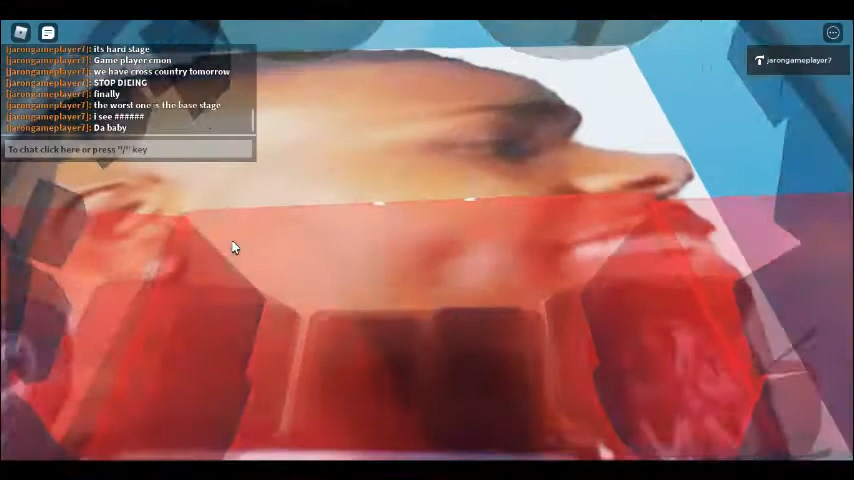 [jarongameplayer7]: its hard stage
[jarongameplayer7]: Game player cmon
[jarongameplayer7]: we have cross country tomorrow
[jarongameplayer7]: STOP DIEING
[jarongameplayer7]: finally
[jarongameplayer7]: the worst one is the base stage
[jarongameplayer7]: i see ######
[jarongameplayer7]: Da baby
To chat click here or press "/" key
jarongameplayer7